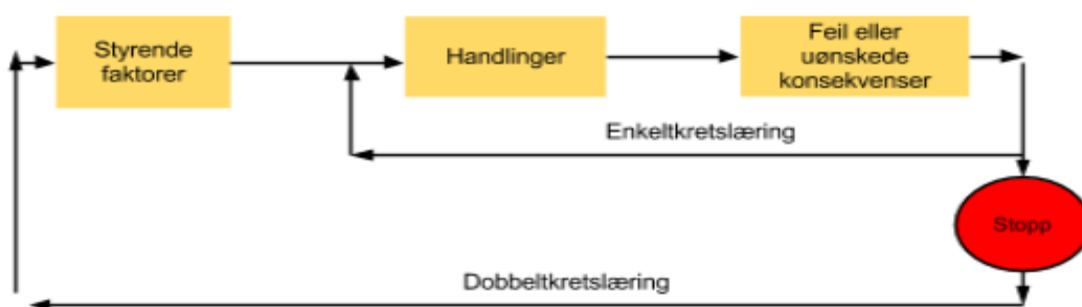 Styrende
faktorer
Handlinger
Feil eller
uønskede
konsekvenser
Enkeltkretslæring
Stopp
Dobbeltkretslæring